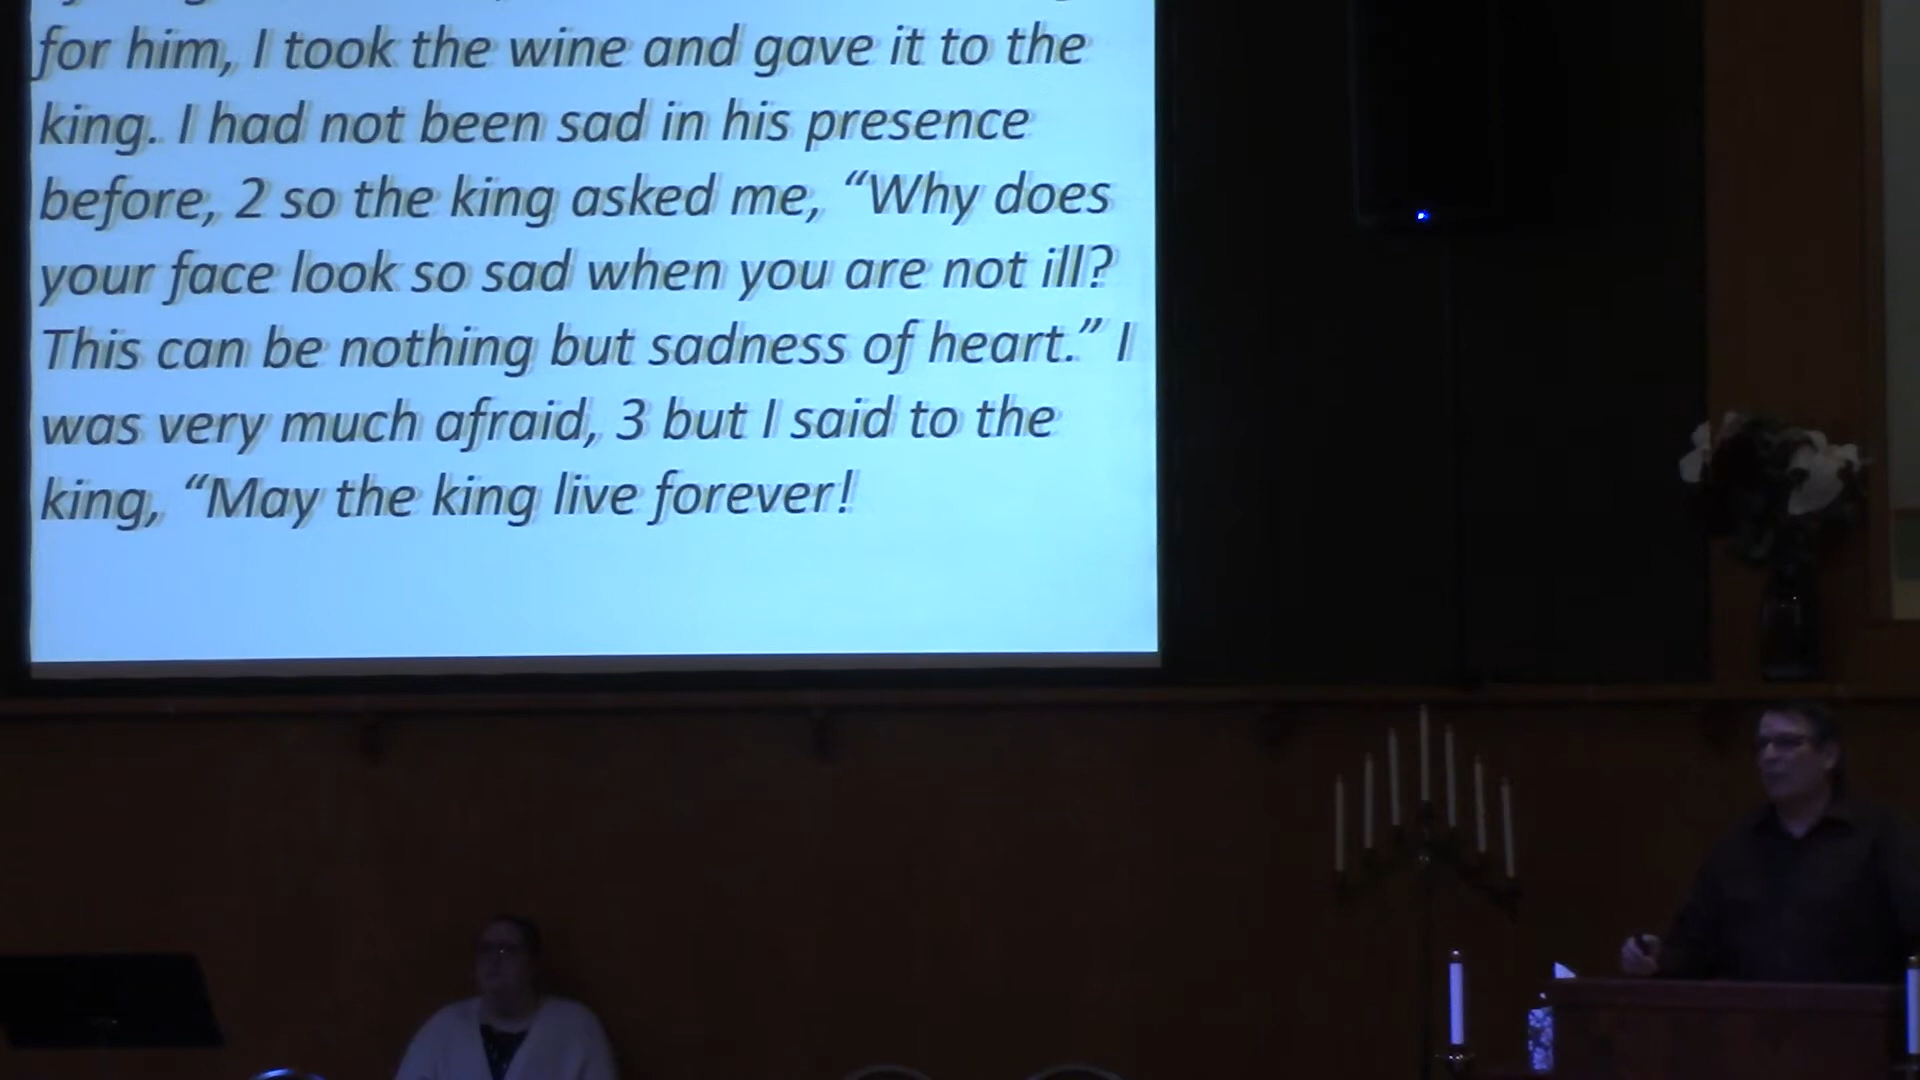 for him, I took the wine and gave it to the
king. I had not been sad in his presence
before, 2 so the king asked me, “Why does
your face look so sad when you are not ill?
This can be nothing but sadness of heart.” I
was very much afraid, 3 but I said to the
king, “May the king live forever!